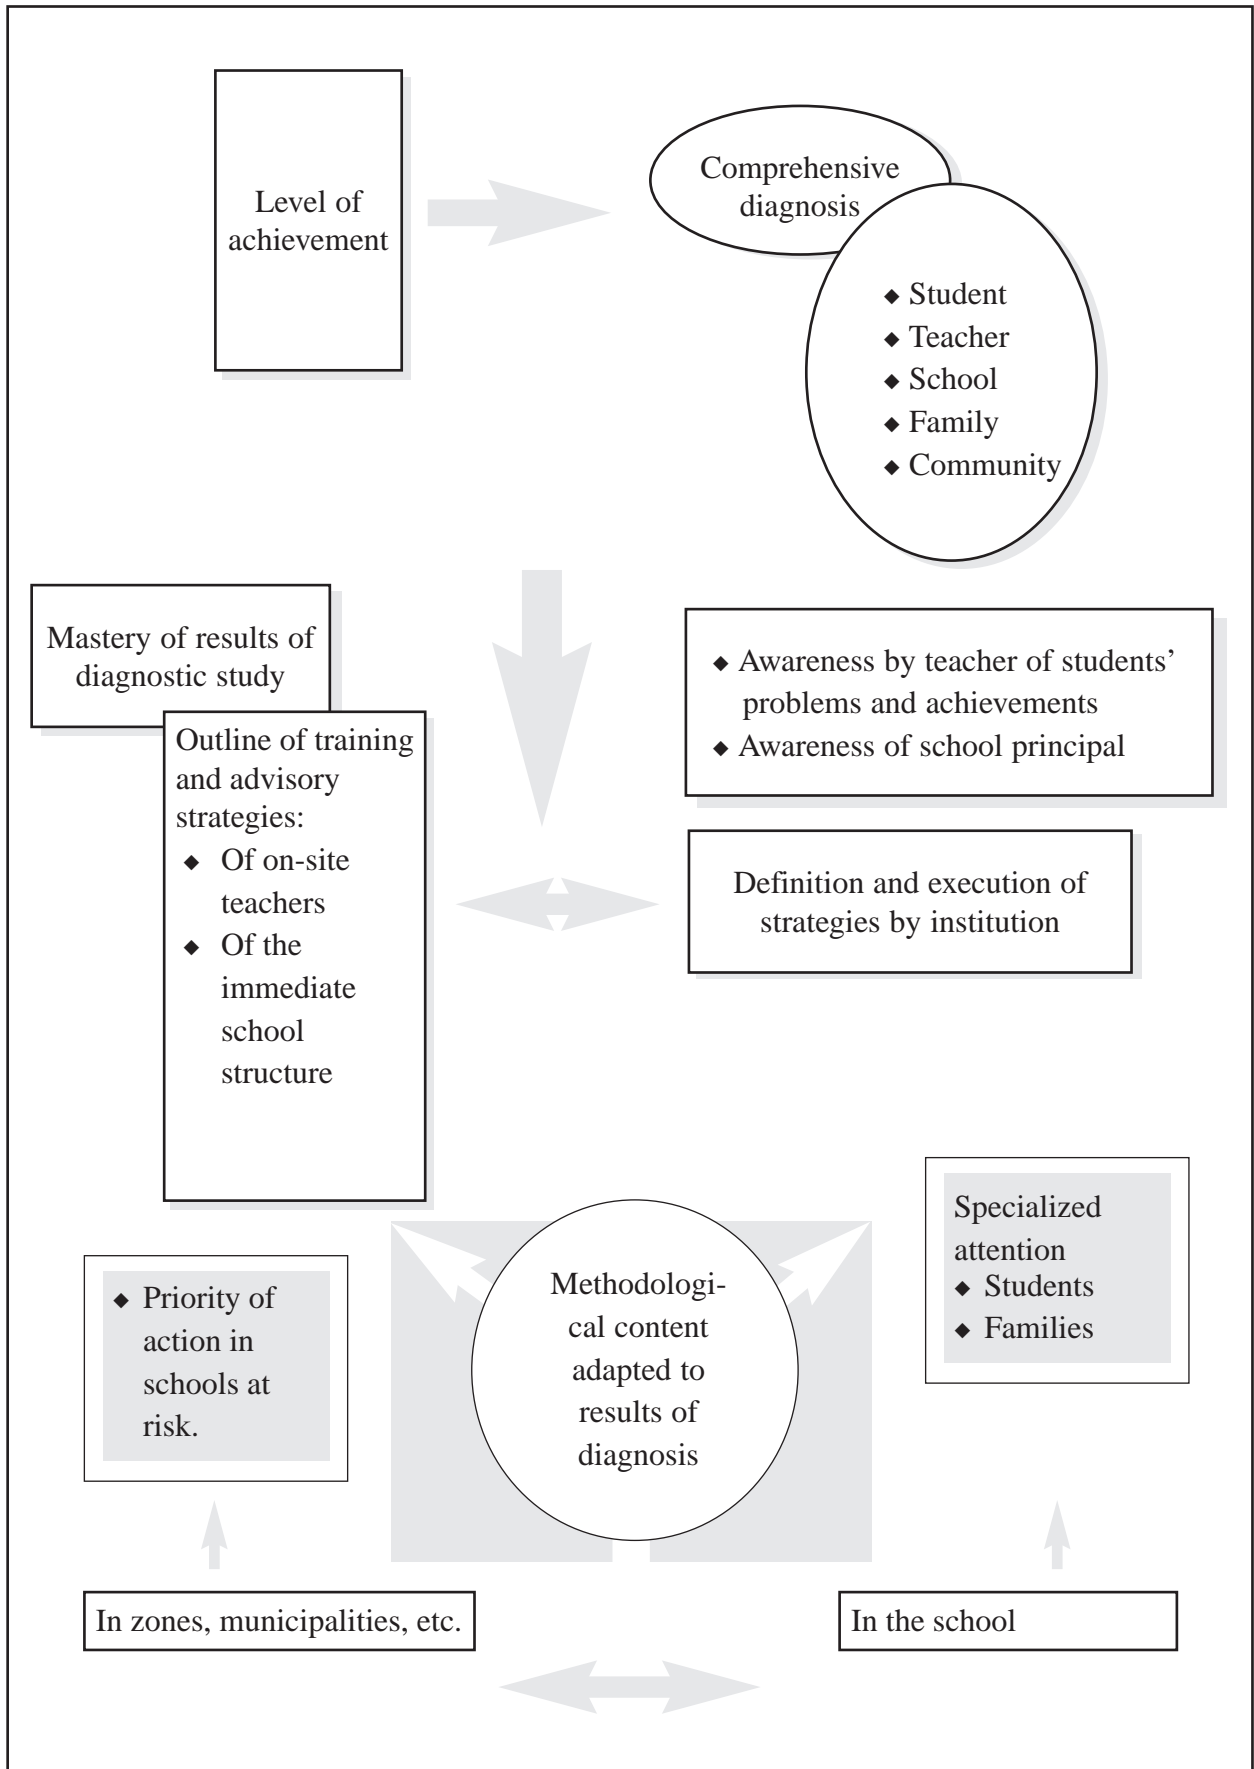 Level of
achievement
Comprehensive
diagnosis
◆ Student
◆ Teacher
◆ School
◆ Family
◆ Community
Mastery of results of
diagnostic study
Outline of training
and advisory
strategies:
◆ Of on-site
teachers
◆ Of the
immediate
school
structure
◆ Awareness by teacher of students’
problems and achievements
◆ Awareness of school principal
Definition and execution of
strategies by institution
◆ Priority of
action in
schools at
risk.
Methodologi-
cal content
adapted to
results of
diagnosis
Specialized
attention
◆ Students
◆ Families
In zones, municipalities, etc.
In the school